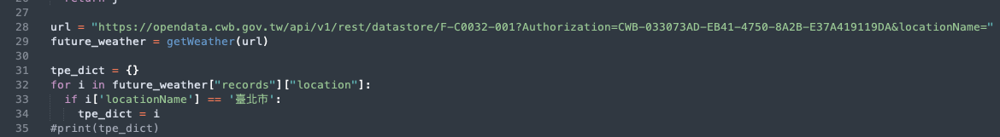 27
28 url = "https://opendata.cwb.gov.tw/api/v1/rest/datastore/F-C0032-001?Authorization=CWB-033073AD-EB41-4750-8A2B-E37A419119DA&locationName="
29 future_weather = getWeather(url)
30
31 tpe_dict = {}
32 for i in future_weather["records"]["location"]:
33 if i['locationName'] == '臺北市':
34 tpe_dict = i
35 #print(tpe_dict)